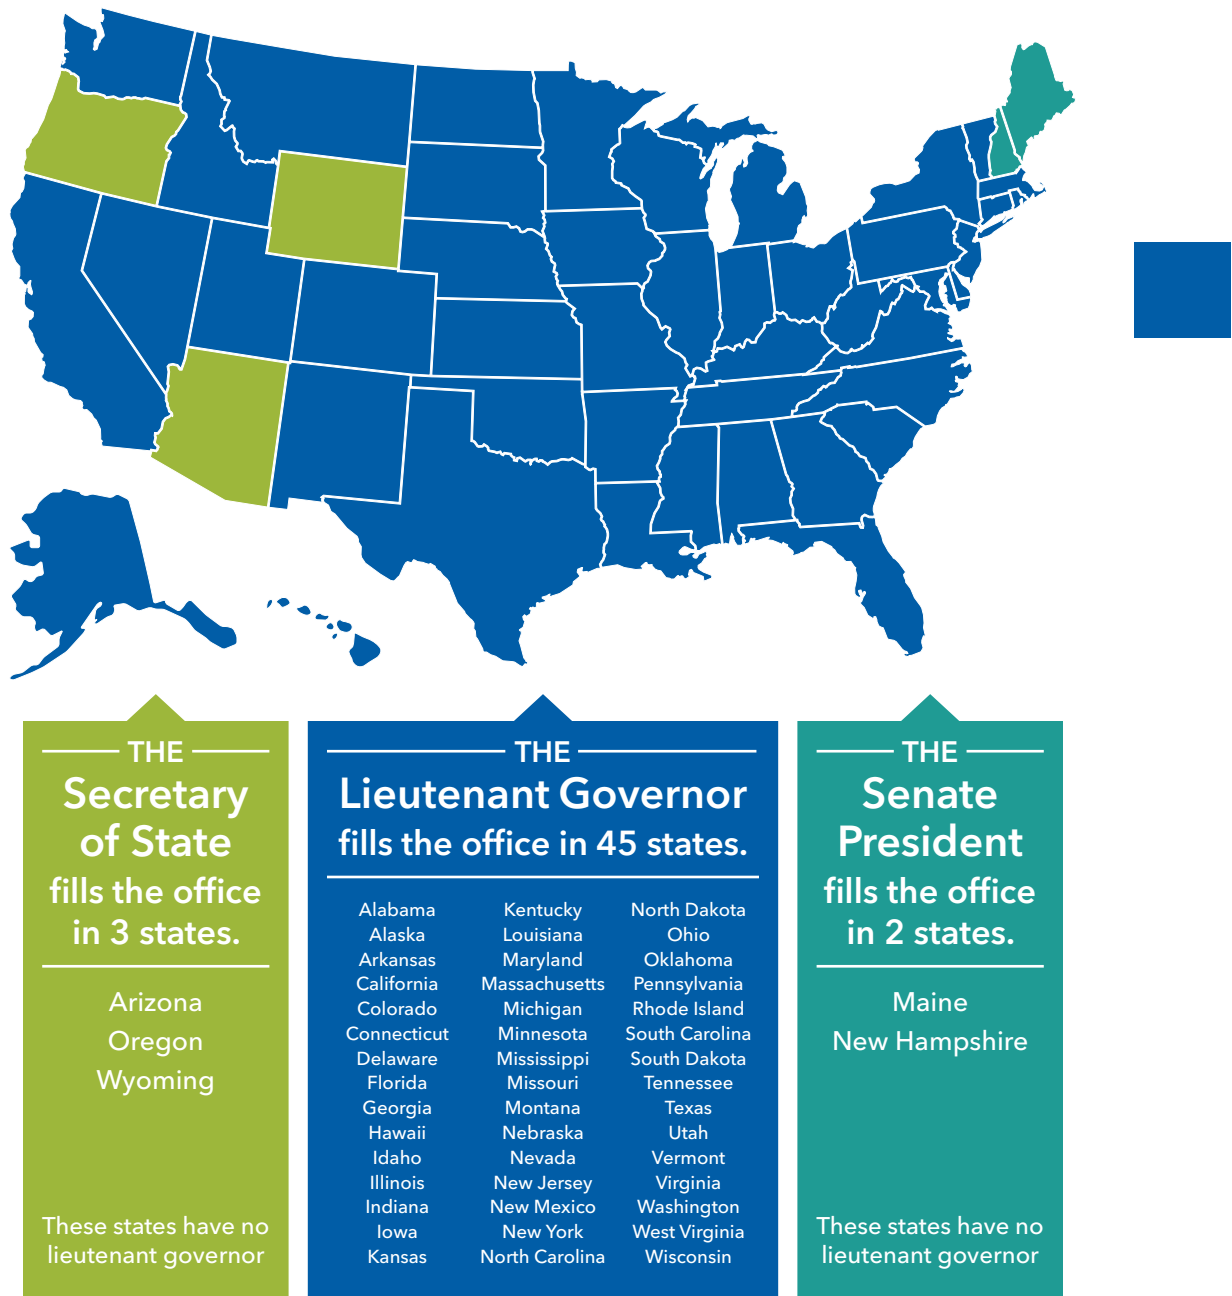 THE
Secretary
of State
fills the office
in 3 states.
Arizona
Oregon
Wyoming
These states have no
lieutenant governor
THE
Lieutenant Governor
fills the office in 45 states.
Alabama
Alaska
Arkansas
California
Colorado
Connecticut
Delaware
Florida
Georgia
Hawaii
Idaho
Illinois
Indiana
Iowa
Kansas
Kentucky
Louisiana
Maryland
Massachusetts
Michigan
Minnesota
Mississippi
Missouri
Montana
Nebraska
Nevada
New Jersey
New Mexico
New York
North Carolina
North Dakota
Ohio
Oklahoma
Pennsylvania
Rhode Island
South Carolina
South Dakota
Tennessee
Texas
Utah
Vermont
Virginia
Washington
West Virginia
Wisconsin
THE
Senate
President
fills the office
in 2 states.
Maine
New Hampshire
These states have no
lieutenant governor